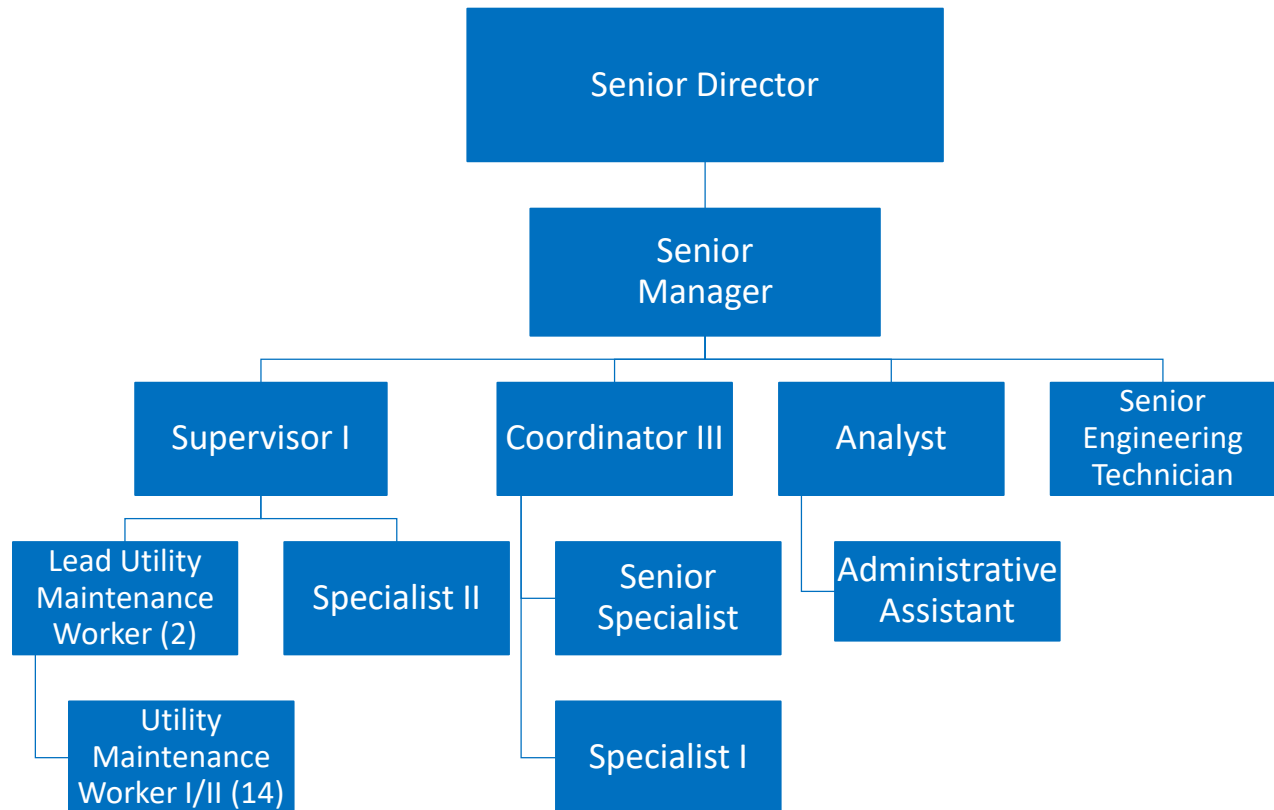 Senior Director
Senior
Manager
Supervisor I
Coordinator III
Analyst
Senior
Engineering
Technician
Lead Utility
Maintenance
Worker (2)
Specialist II
Senior
Specialist
Administrative
Assistant
Utility
Maintenance
Worker I/II (14)
Specialist I